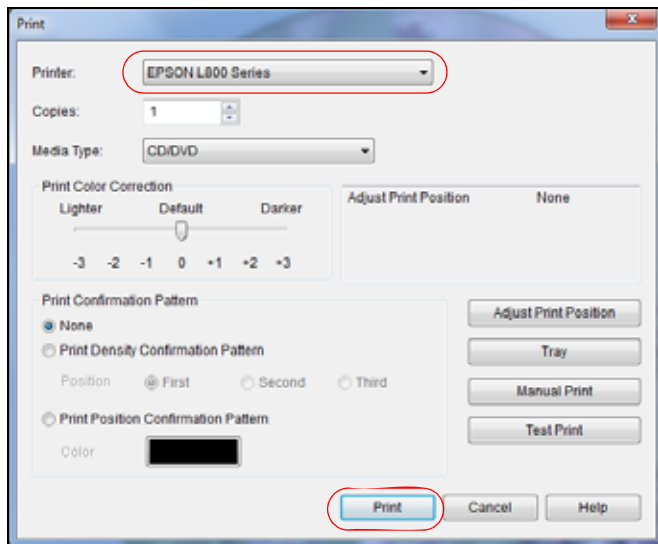 Print
Printer: EPSON L800 Series
Copies: 1
Media Type: CD/DVD
Print Color Correction
Lighter Default Darker
-3 -2 -1 0 +1 +2 +3
Adjust Print Position None
Print Confirmation Pattern
None
Print Density Confirmation Pattern
Position First Second Third
Print Position Confirmation Pattern
Color
Adjust Print Position
Tray
Manual Print
Test Print
Print Cancel Help